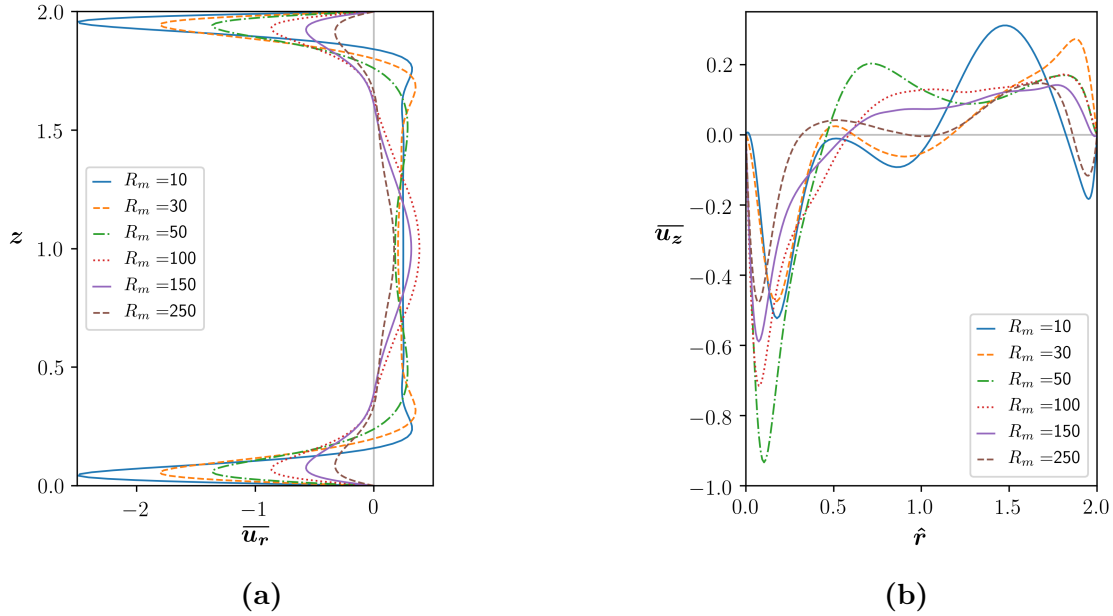 2.0
1.5
1.0
0.5
0.0
z
−2
−1
0
$\overline{u_r}$
R_m =10
R_m =30
R_m =50
R_m =100
R_m =150
R_m =250
(a)
0.2
0.0
−0.2
−0.4
−0.6
−0.8
−1.0
$\overline{u_z}$
0.0
0.5
1.0
1.5
2.0
$\hat{r}$
R_m =10
R_m =30
R_m =50
R_m =100
R_m =150
R_m =250
(b)